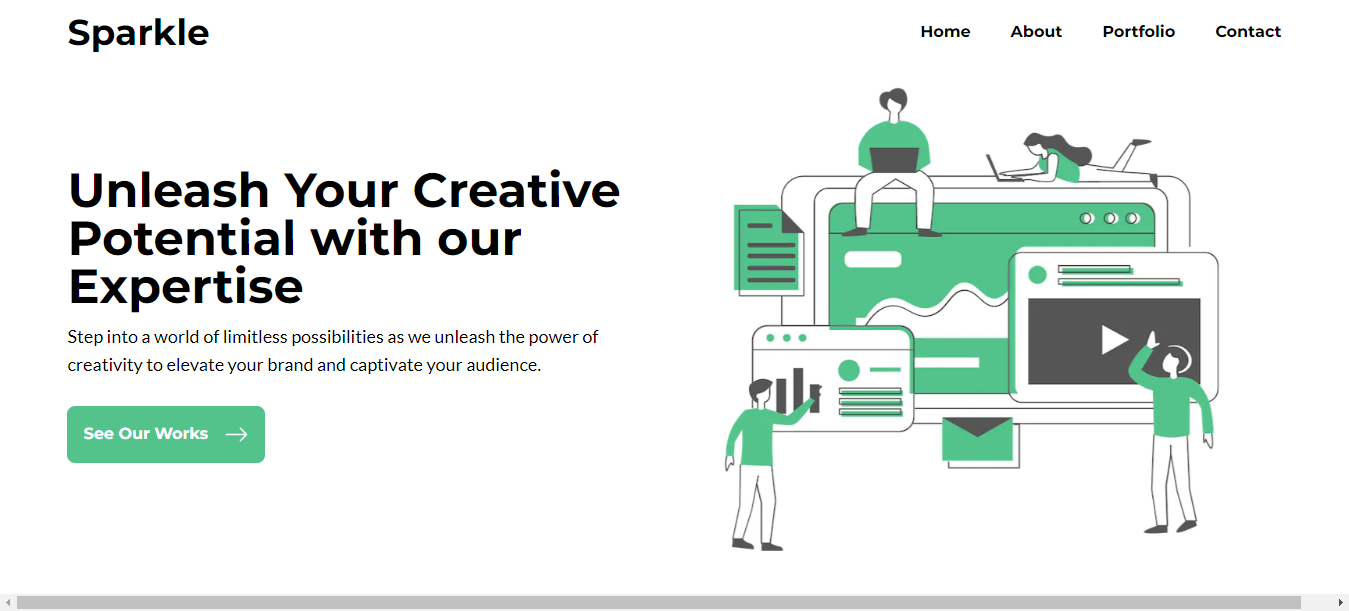 Sparkle
Home About Portfolio Contact
Unleash Your Creative
Potential with our
Expertise
Step into a world of limitless possibilities as we unleash the power of
creativity to elevate your brand and captivate your audience.
See Our Works